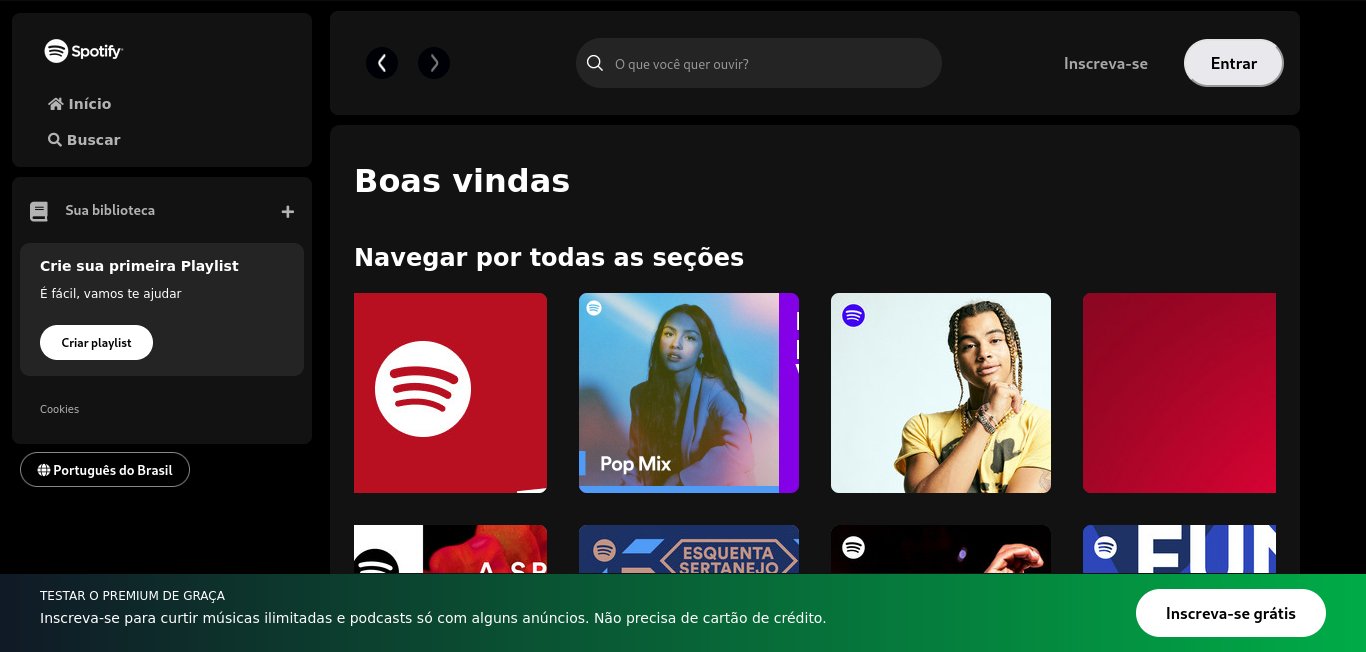 Spotify
Início
Buscar
Sua biblioteca
Crie sua primeira Playlist
É fácil, vamos te ajudar
Criar playlist
Cookies
Português do Brasil
O que você quer ouvir?
Inscreva-se
Entrar
Boas vindas
Navegar por todas as seções
Pop Mix
ESQUENTA
SERTANEJO
TESTAR O PREMIUM DE GRAÇA
Inscreva-se para curtir músicas ilimitadas e podcasts só com alguns anúncios. Não precisa de cartão de crédito.
Inscreva-se grátis